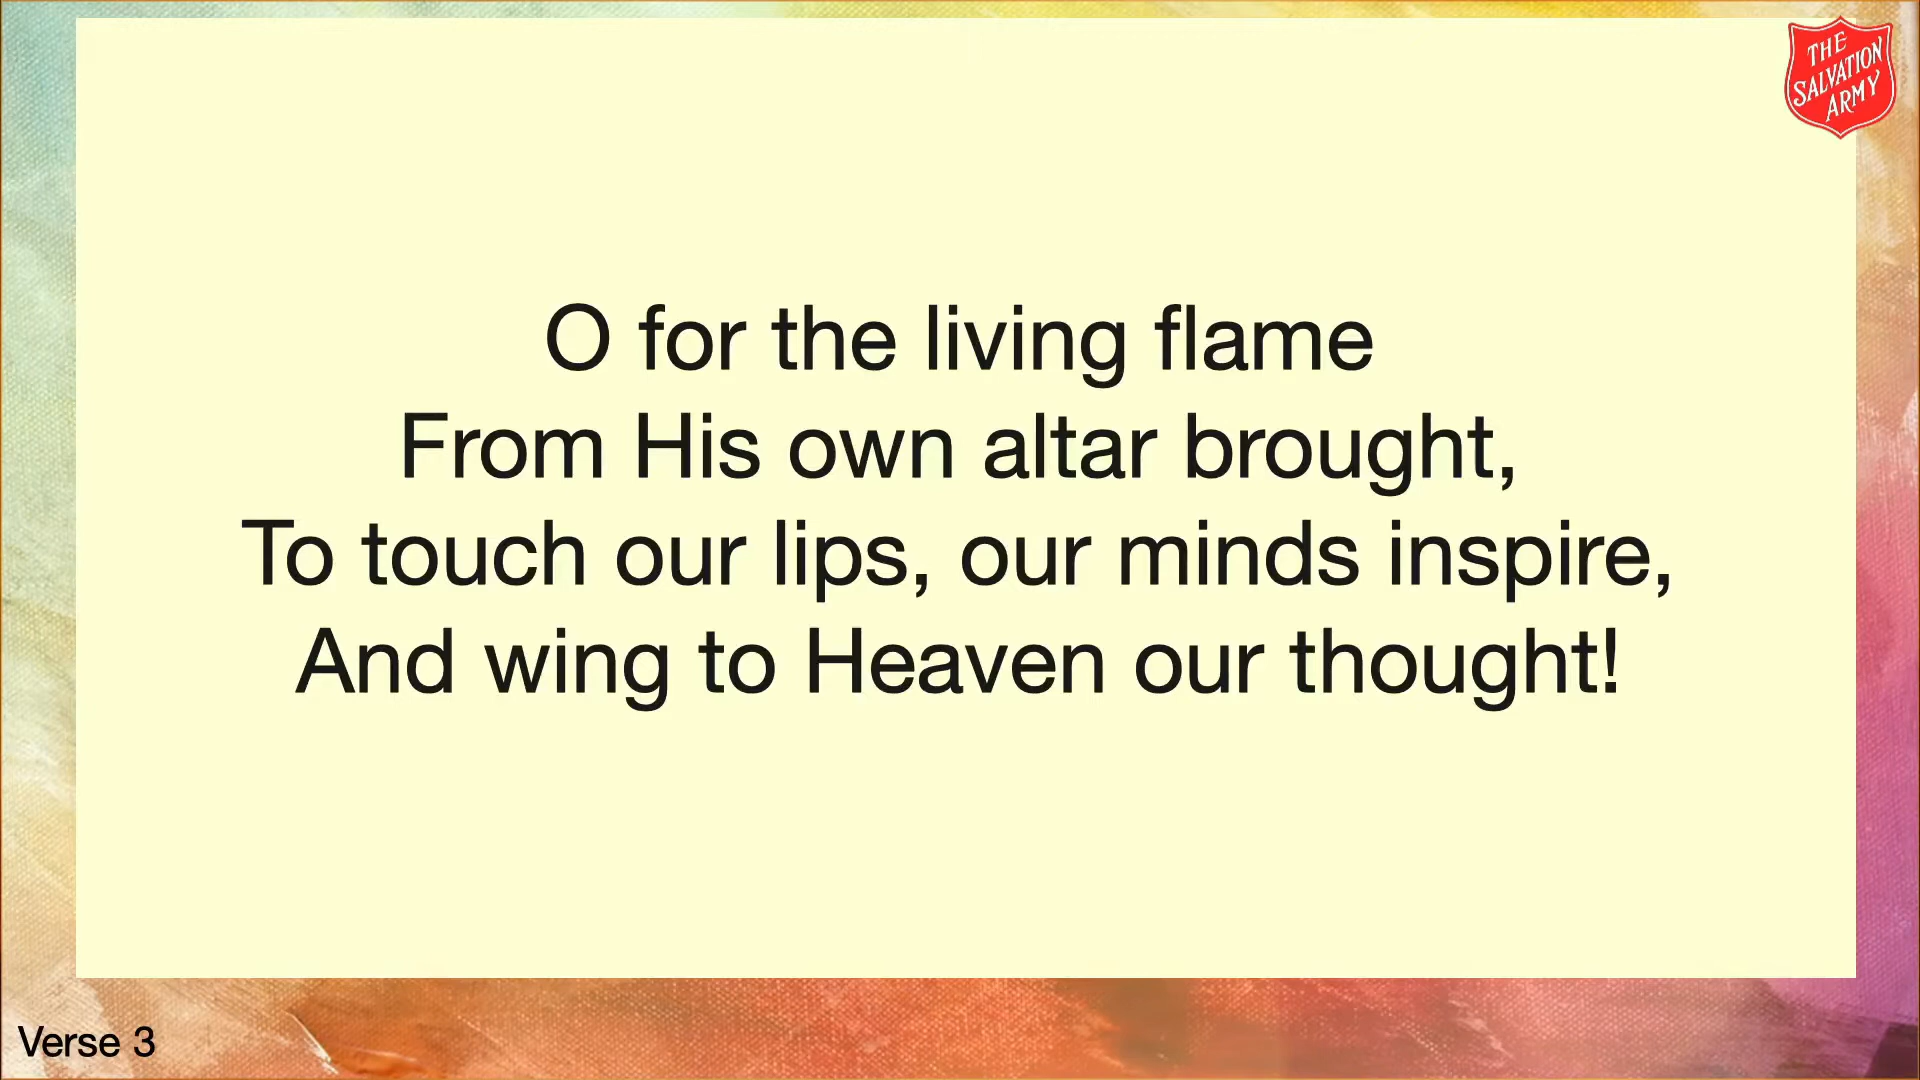 THE
SALVATION
ARMY
O for the living flame
From His own altar brought,
To touch our lips, our minds inspire,
And wing to Heaven our thought!
Verse 3